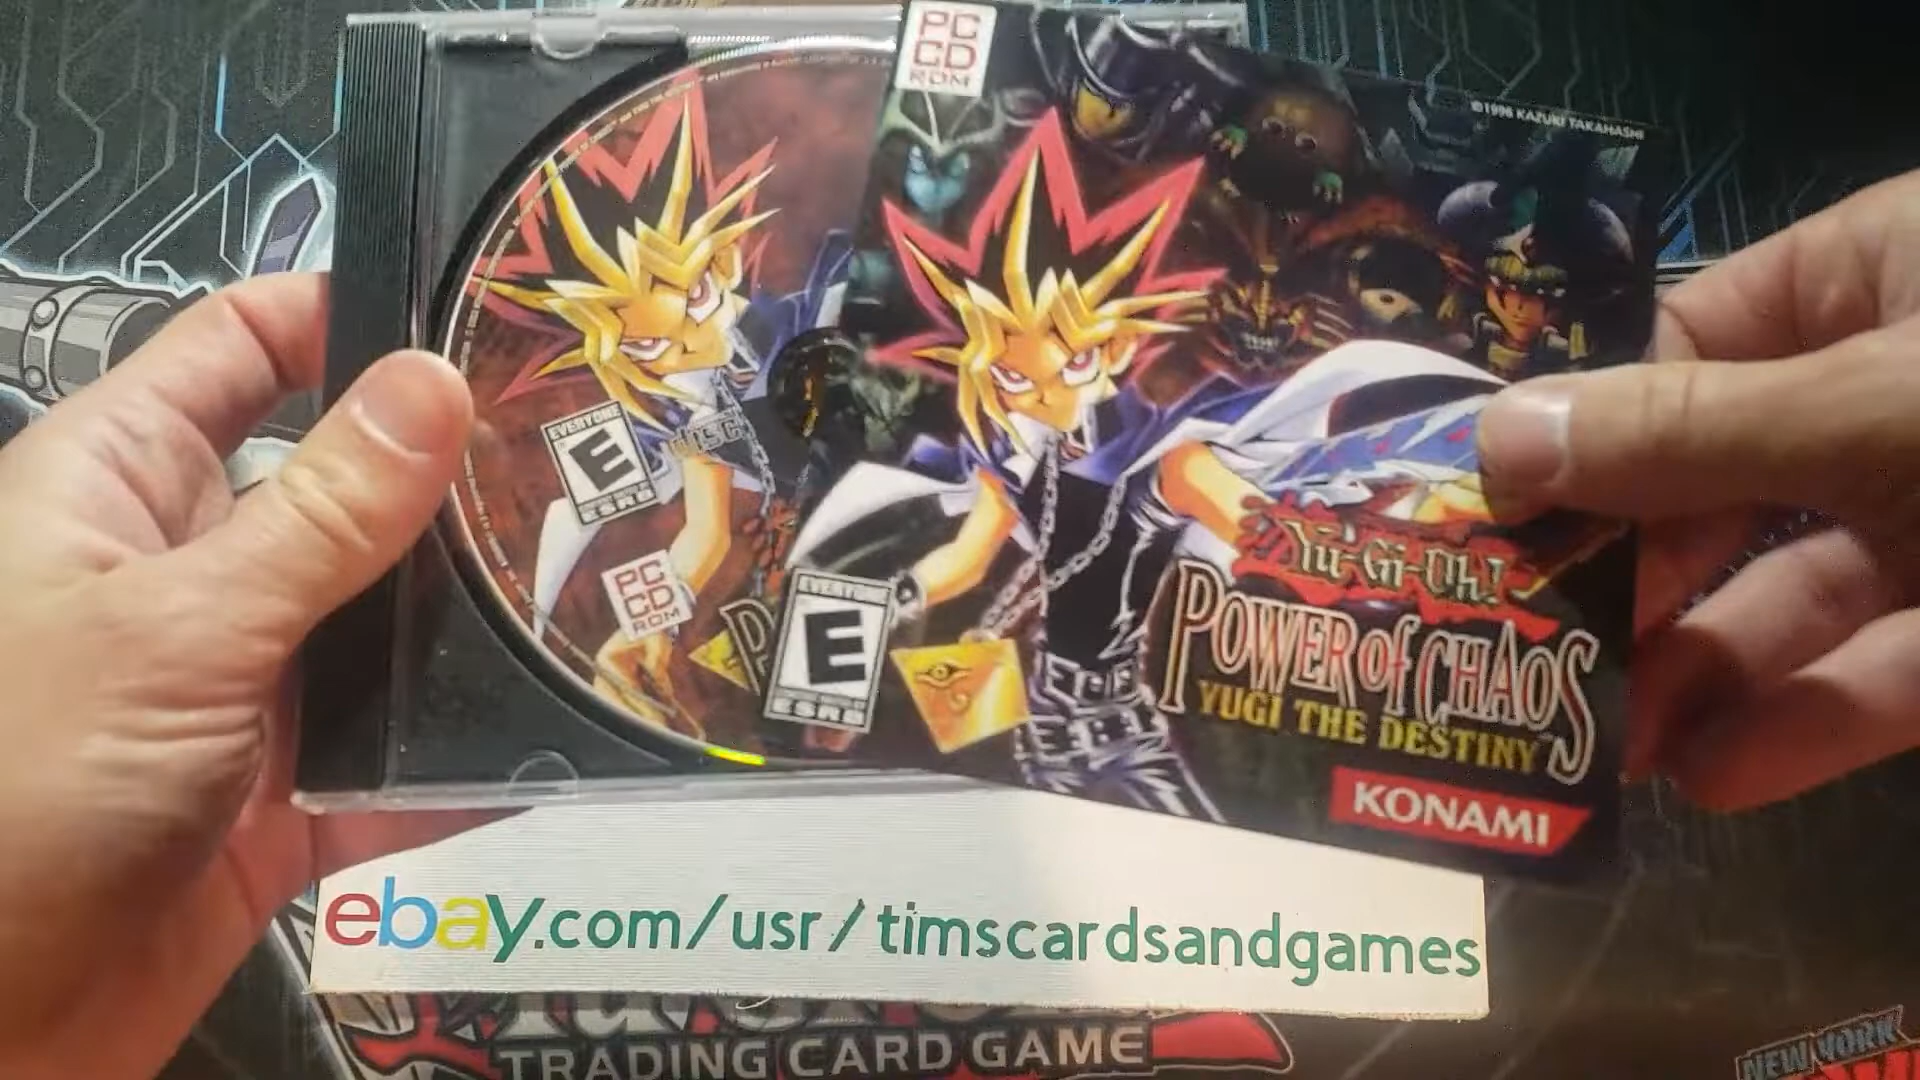 PC
CD
ROM
©1996 KAZUKI TAKAHASHI
EVERYONE
E
ESRB
disc
PC
CD
ROM
EVERYONE
E
ESRB
Yu-Gi-Oh!
POWER of CHAOS
YUGI THE DESTINY
KONAMI
ebay.com/usr/timscardsandgames
TRADING CARD GAME
NEW YORK